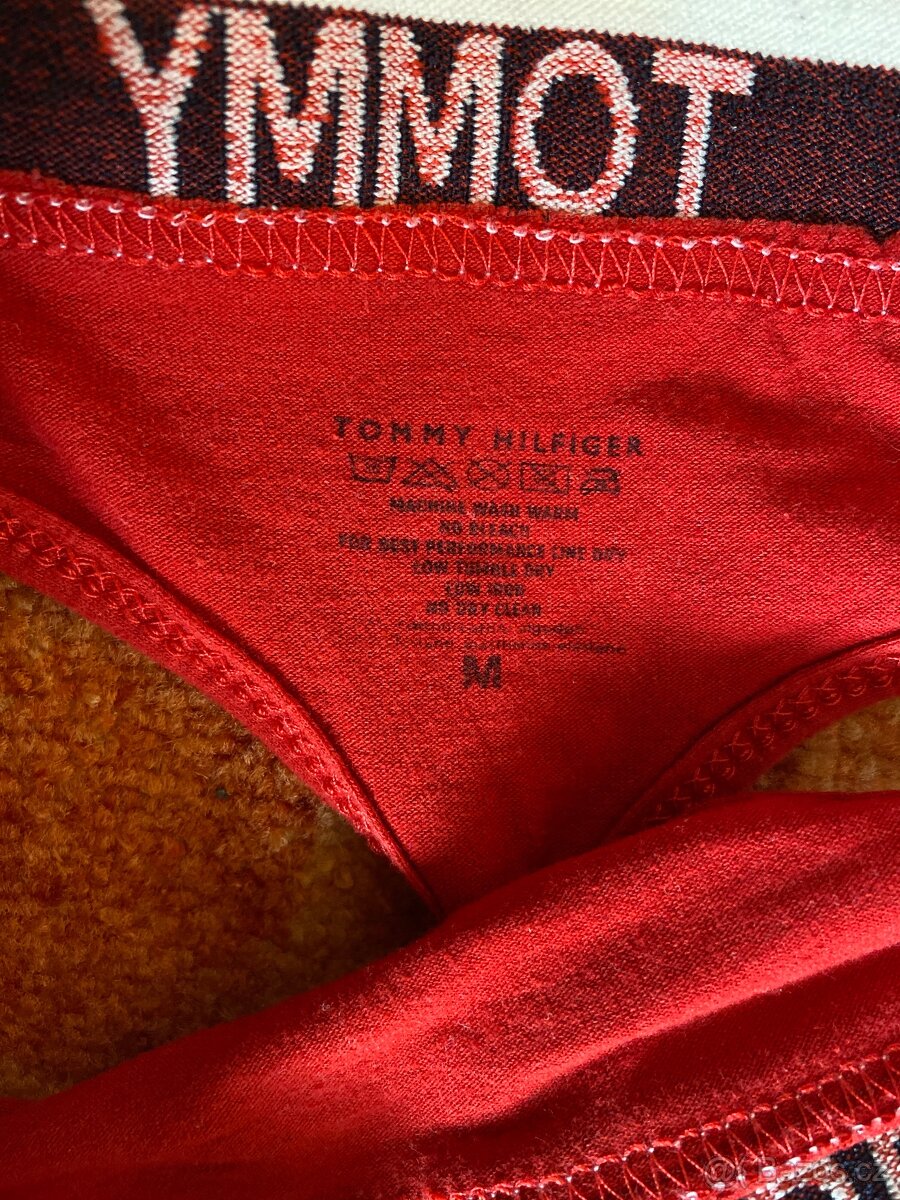 YMMOT
TOMMY HILFIGER
MACHINE WASH WARM
NO BLEACH
FOR BEST PERFORMANCE LINE DRY
LOW TUMBLE DRY
LOW IRON
NO DRY CLEAN
M